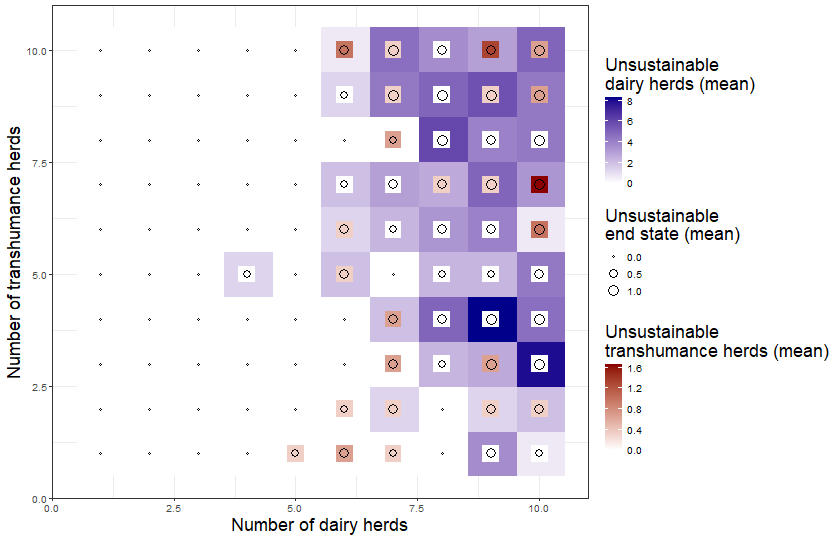 10.0
7.5
5.0
2.5
0.0
Number of transhumance herds
0.0
2.5
5.0
7.5
10.0
Number of dairy herds
Unsustainable
dairy herds (mean)
8
6
4
2
0
Unsustainable
end state (mean)
0.0
0.5
1.0
Unsustainable
transhumance herds (mean)
1.6
1.2
0.8
0.4
0.0